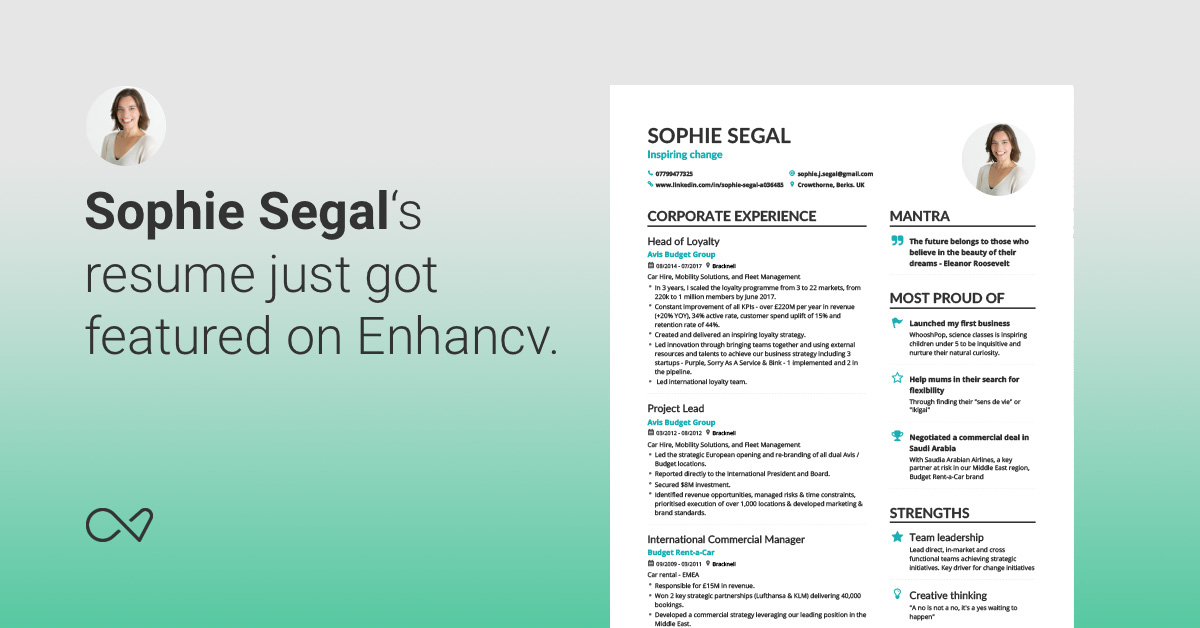 Sophie Segal‘s
resume just got
featured on Enhancv.
SOPHIE SEGAL
Inspiring change
07799477325
sophie.j.segal@gmail.com
www.linkedin.com/in/sophie-segal-a036485
Crowthorne, Berks. UK
CORPORATE EXPERIENCE
Head of Loyalty
Avis Budget Group
08/2014 - 07/2017 Bracknell
Car Hire, Mobility Solutions, and Fleet Management
• In 3 years, I scaled the loyalty programme from 3 to 22 markets, from
220k to 1 million members by June 2017.
• Constant improvement of all KPIs - over £220M per year in revenue
(+20% YOY), 34% active rate, customer spend uplift of 15% and
retention rate of 44%.
• Created and delivered an inspiring loyalty strategy.
• Led innovation through bringing teams together and using external
resources and talents to achieve our business strategy including 3
startups - Purple, Sorry As A Service & Bink - 1 implemented and 2 in
the pipeline.
• Led international loyalty team.
Project Lead
Avis Budget Group
03/2012 - 08/2012 Bracknell
Car Hire, Mobility Solutions, and Fleet Management
• Led the strategic European opening and re-branding of all dual Avis /
Budget locations.
• Reported directly to the International President and Board.
• Secured $8M investment.
• Identified revenue opportunities, managed risks & time constraints,
prioritised execution of over 1,000 locations & developed marketing &
brand standards.
International Commercial Manager
Budget Rent-a-Car
09/2009 - 03/2011 Bracknell
Car rental - EMEA
• Responsible for £15M in revenue.
• Won 2 key strategic partnerships (Lufthansa & KLM) delivering 40,000
bookings.
• Developed a commercial strategy leveraging our leading position in the
Middle East.
MANTRA
The future belongs to those who
believe in the beauty of their
dreams - Eleanor Roosevelt
MOST PROUD OF
Launched my first business
WhooshPop, science classes is inspiring
children under 5 to be inquisitive and
nurture their natural curiosity.
Help mums in their search for
flexibility
Through finding their "sens de vie" or
"ikigai"
Negotiated a commercial deal in
Saudi Arabia
With Saudia Arabian Airlines, a key
partner at risk in our Middle East region,
Budget Rent-a-Car brand
STRENGTHS
Team leadership
Lead direct, in-market and cross
functional teams achieving strategic
initiatives. Key driver for change initiatives
Creative thinking
"A no is not a no, it's a yes waiting to
happen"